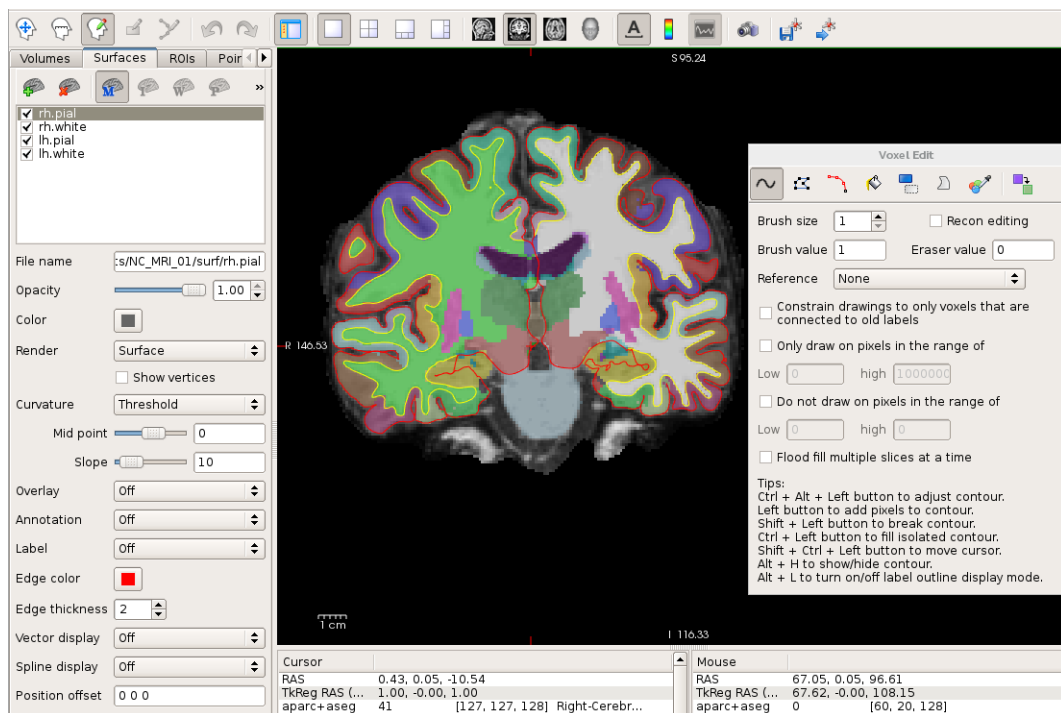 A
S 95.24
Volumes Surfaces ROIs Poir
M I W P »
rh.pial
rh.white
lh.pial
lh.white
File name :s/NC_MRI_01/surf/rh.pial
Opacity 1.00
Color
Render Surface
Show vertices
Curvature Threshold
Mid point 0
Slope 10
Overlay Off
Annotation Off
Label Off
Edge color
Edge thickness 2
Vector display Off
Spline display Off
Position offset 0 0 0
R 146.53
1 cm
I 116.33
Voxel Edit
Brush size 1 Recon editing
Brush value 1 Eraser value 0
Reference None
Constrain drawings to only voxels that are
connected to old labels
Only draw on pixels in the range of
Low 0 high 1000000
Do not draw on pixels in the range of
Low 0 high 0
Flood fill multiple slices at a time
Tips:
Ctrl + Alt + Left button to adjust contour.
Left button to add pixels to contour.
Shift + Left button to break contour.
Ctrl + Left button to fill isolated contour.
Shift + Ctrl + Left button to move cursor.
Alt + H to show/hide contour.
Alt + L to turn on/off label outline display mode.
Cursor
RAS 0.43, 0.05, -10.54
TkReg RAS (... 1.00, -0.00, 1.00
aparc+aseg 41 [127, 127, 128] Right-Cerebr...
Mouse
RAS 67.05, 0.05, 96.61
TkReg RAS (... 67.62, -0.00, 108.15
aparc+aseg 0 [60, 20, 128]